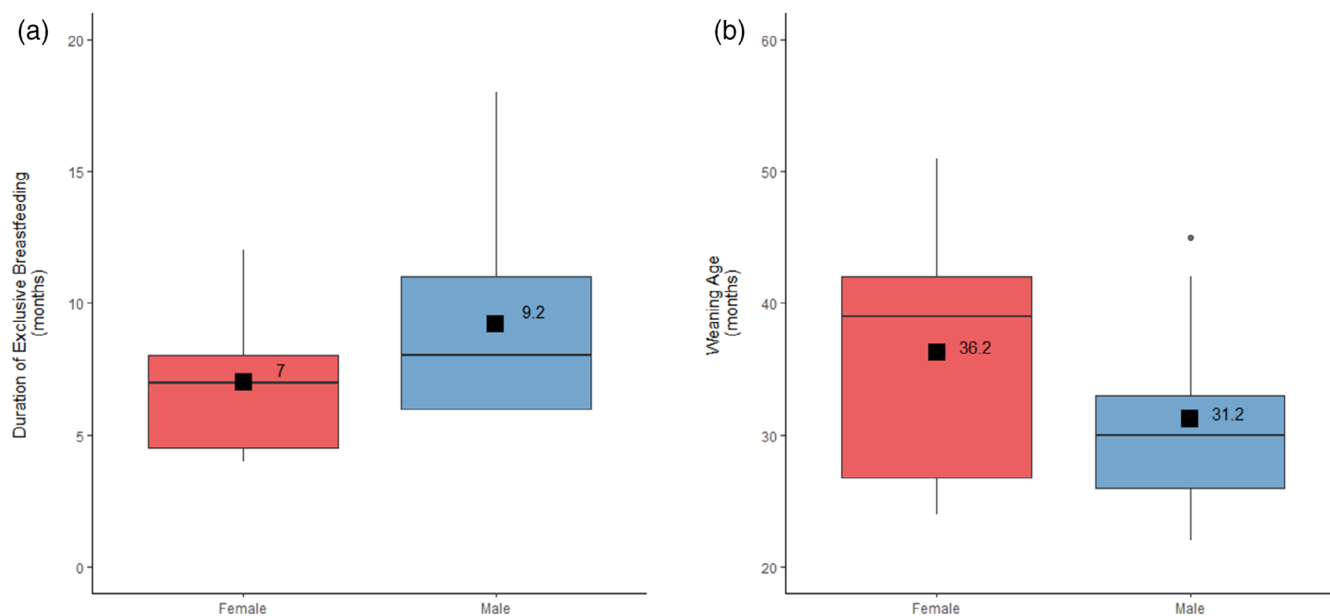 (a)
20
15
10
5
0
Duration of Exclusive Breastfeeding
(months)
7
9.2
Female
Male
(b)
60
50
40
30
20
Weaning Age
(months)
36.2
31.2
Female
Male